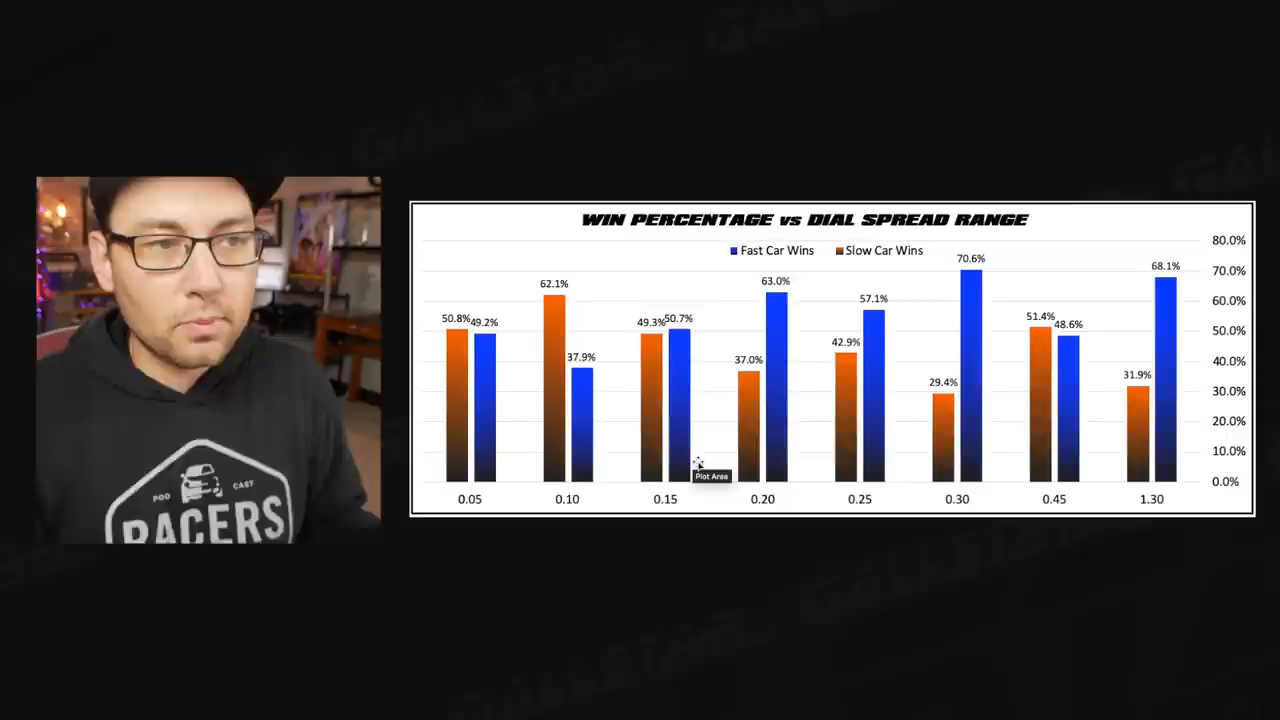 WIN PERCENTAGE vs DIAL SPREAD RANGE
Fast Car Wins Slow Car Wins
80.0%
70.0%
60.0%
50.0%
40.0%
30.0%
20.0%
10.0%
0.0%
50.8% 49.2%
62.1% 37.9%
49.3% 50.7%
37.0% 63.0%
42.9% 57.1%
29.4% 70.6%
51.4% 48.6%
31.9% 68.1%
Plot Area
0.05 0.10 0.15 0.20 0.25 0.30 0.45 1.30
POD CAST
RACERS